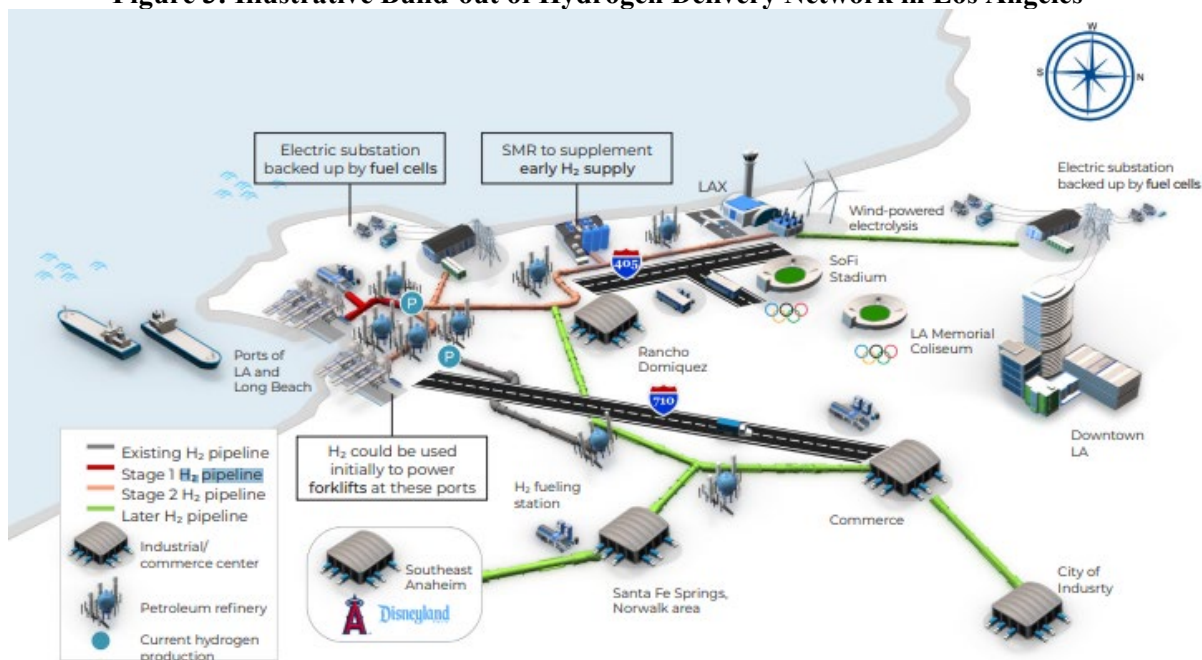 Figure 3: Illustrative Build-out of Hydrogen Delivery Network in Los Angeles
W
S
N
Electric substation
backed up by fuel cells
SMR to supplement
early H₂ supply
LAX
Electric substation
backed up by fuel cells
Wind-powered
electrolysis
405
SoFi
Stadium
P
LA Memorial
Coliseum
Ports of
LA and
Long Beach
P
Rancho
Domiquez
710
Downtown
LA
H₂ could be used
initially to power
forklifts at these ports
H₂ fueling
station
Commerce
Santa Fe Springs,
Norwalk area
City of
Indusrty
Southeast
Anaheim
A
Disneyland
Existing H₂ pipeline
Stage 1 H₂ pipeline
Stage 2 H₂ pipeline
Later H₂ pipeline
Industrial/
commerce center
Petroleum refinery
Current hydrogen
production